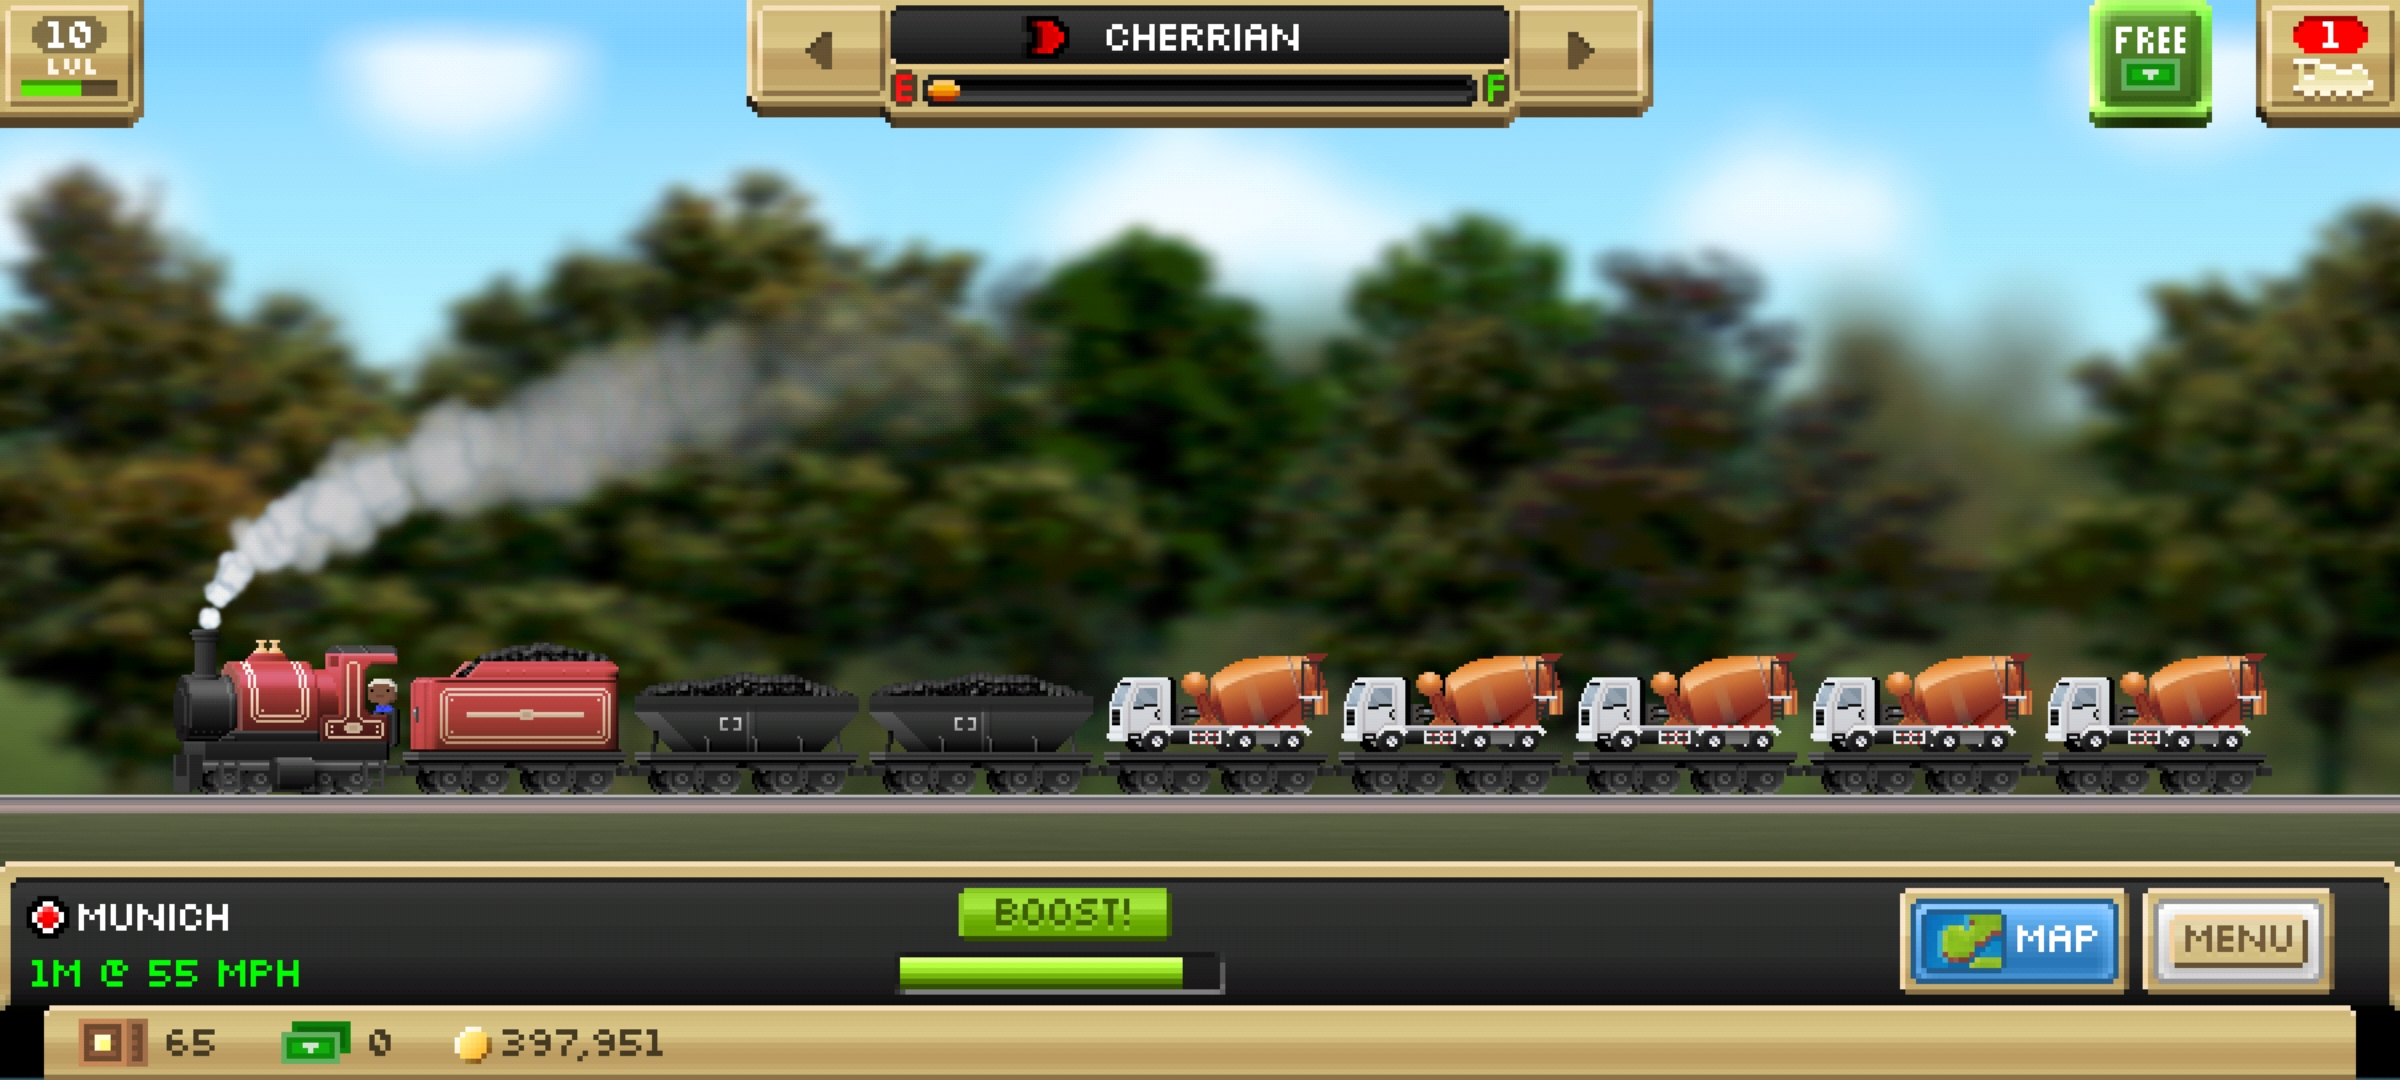 10
LVL
CHERRIAN
E F
FREE
1
MUNICH
1M @ 55 MPH
BOOST!
MAP
MENU
65
0
397,951